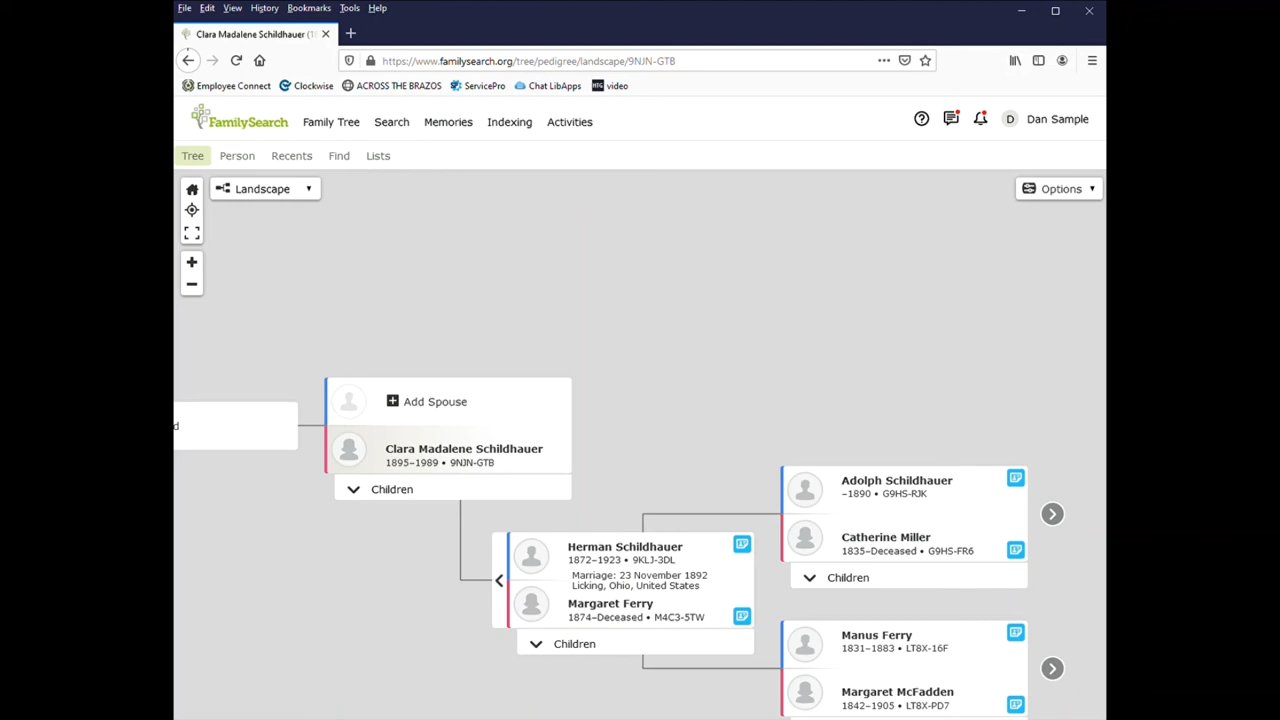 File Edit View History Bookmarks Tools Help
Clara Madalene Schildhauer (1
https://www.familysearch.org/tree/pedigree/landscape/9NJN-GTB
Employee Connect Clockwise ACROSS THE BRAZOS ServicePro Chat LibApps HTG video
FamilySearch Family Tree Search Memories Indexing Activities D Dan Sample
Tree Person Recents Find Lists
Landscape Options
Add Spouse
d
Clara Madalene Schildhauer
1895–1989 • 9NJN-GTB
Children
Adolph Schildhauer
–1890 • G9HS-RJK
Catherine Miller
1835–Deceased • G9HS-FR6
Children
Herman Schildhauer
1872–1923 • 9KLJ-3DL
Marriage: 23 November 1892
Licking, Ohio, United States
Margaret Ferry
1874–Deceased • M4C3-5TW
Children
Manus Ferry
1831–1883 • LT8X-16F
Margaret McFadden
1842–1905 • LT8X-PD7